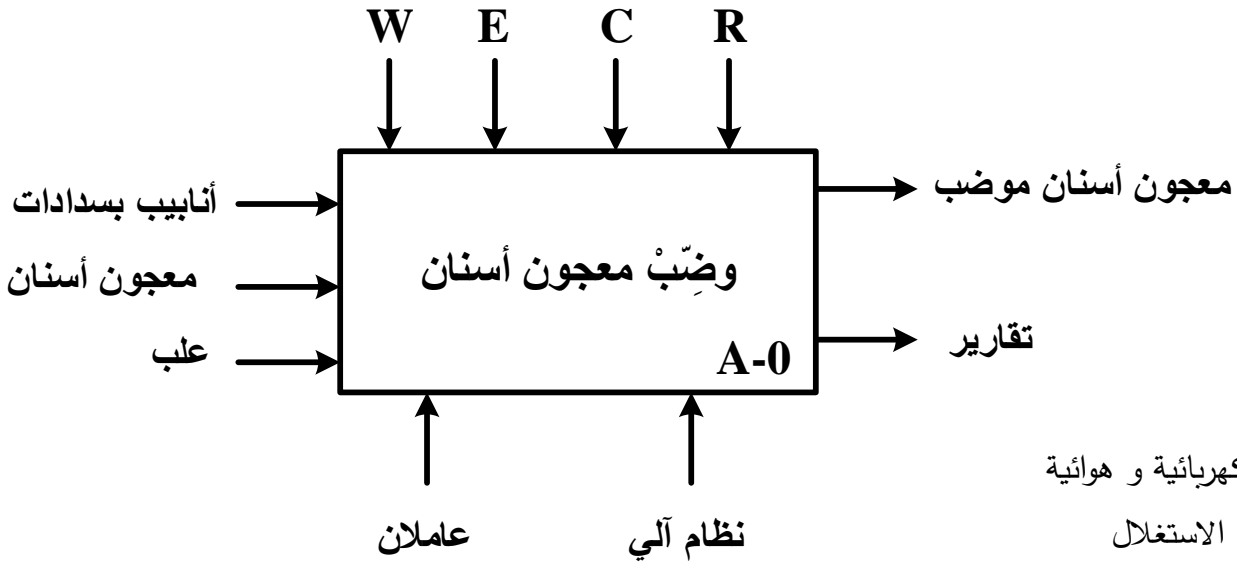 W E C R
أنابيب بسدادات
معجون أسنان
علب
وضِّبْ معجون أسنان
A-0
معجون أسنان موضب
تقارير
عاملان
نظام آلي
كهربائية و هوائية
الاستغلال